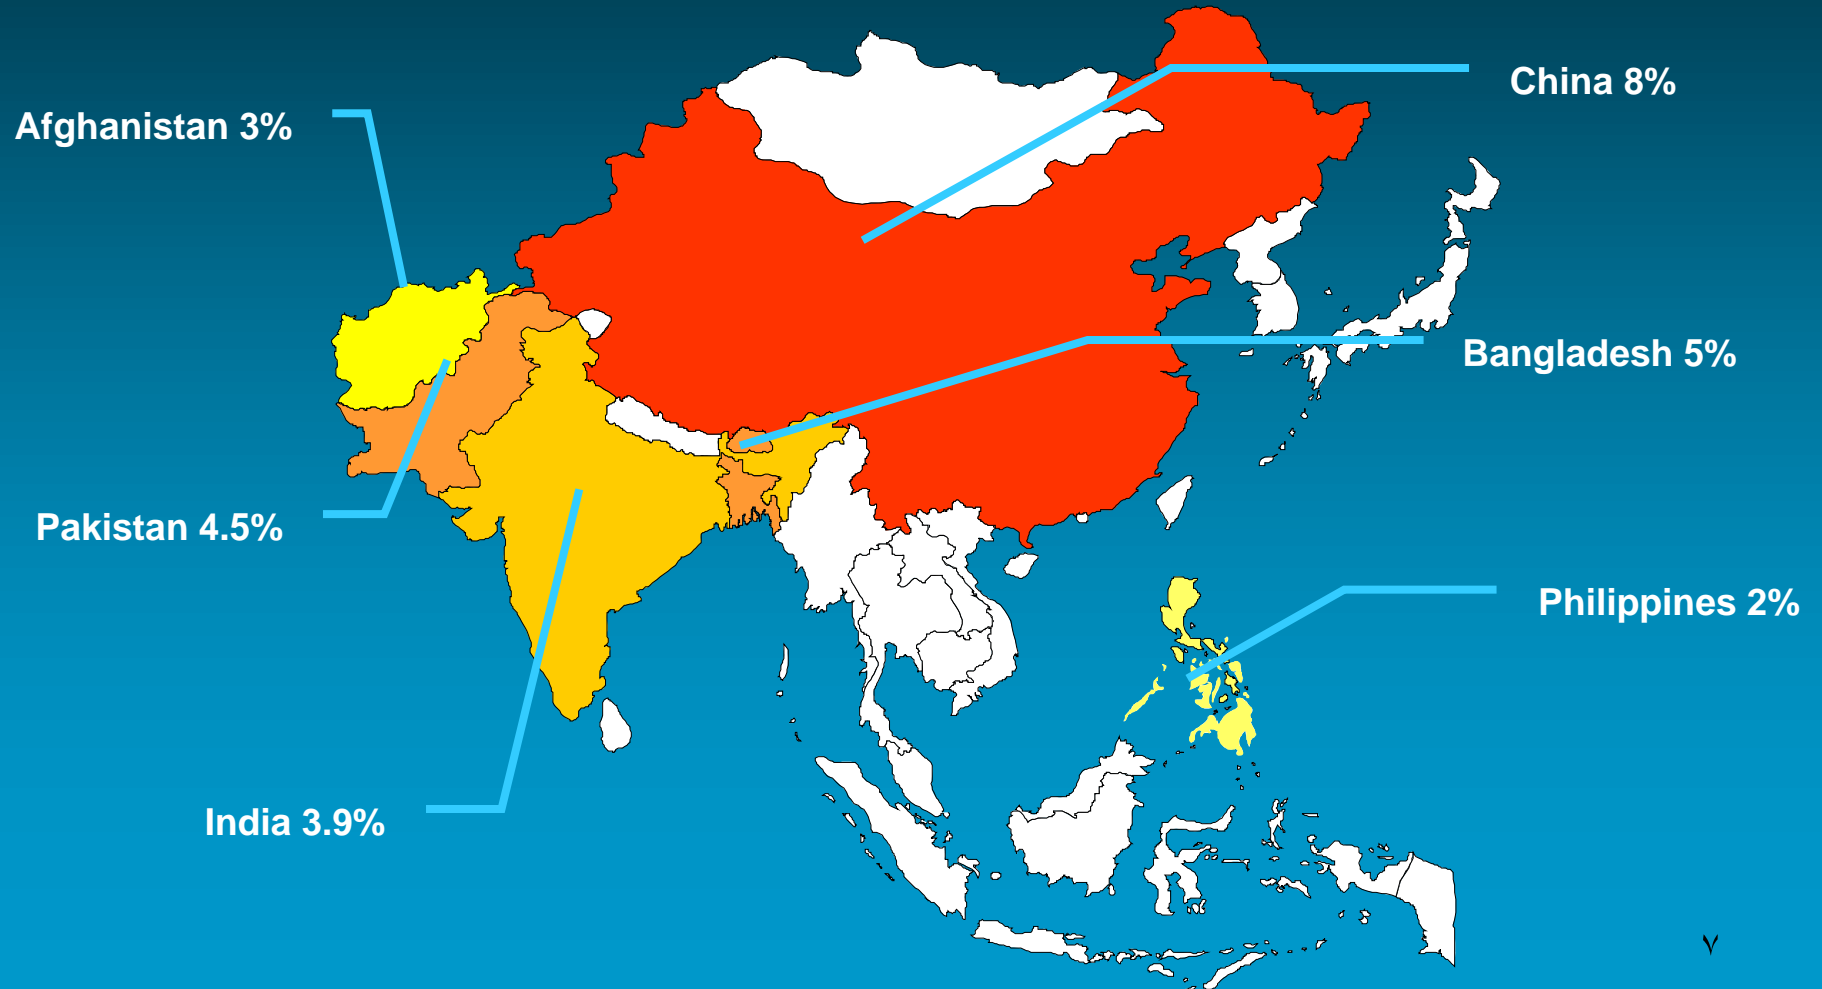 China 8%
Afghanistan 3%
Bangladesh 5%
Pakistan 4.5%
Philippines 2%
India 3.9%
٧